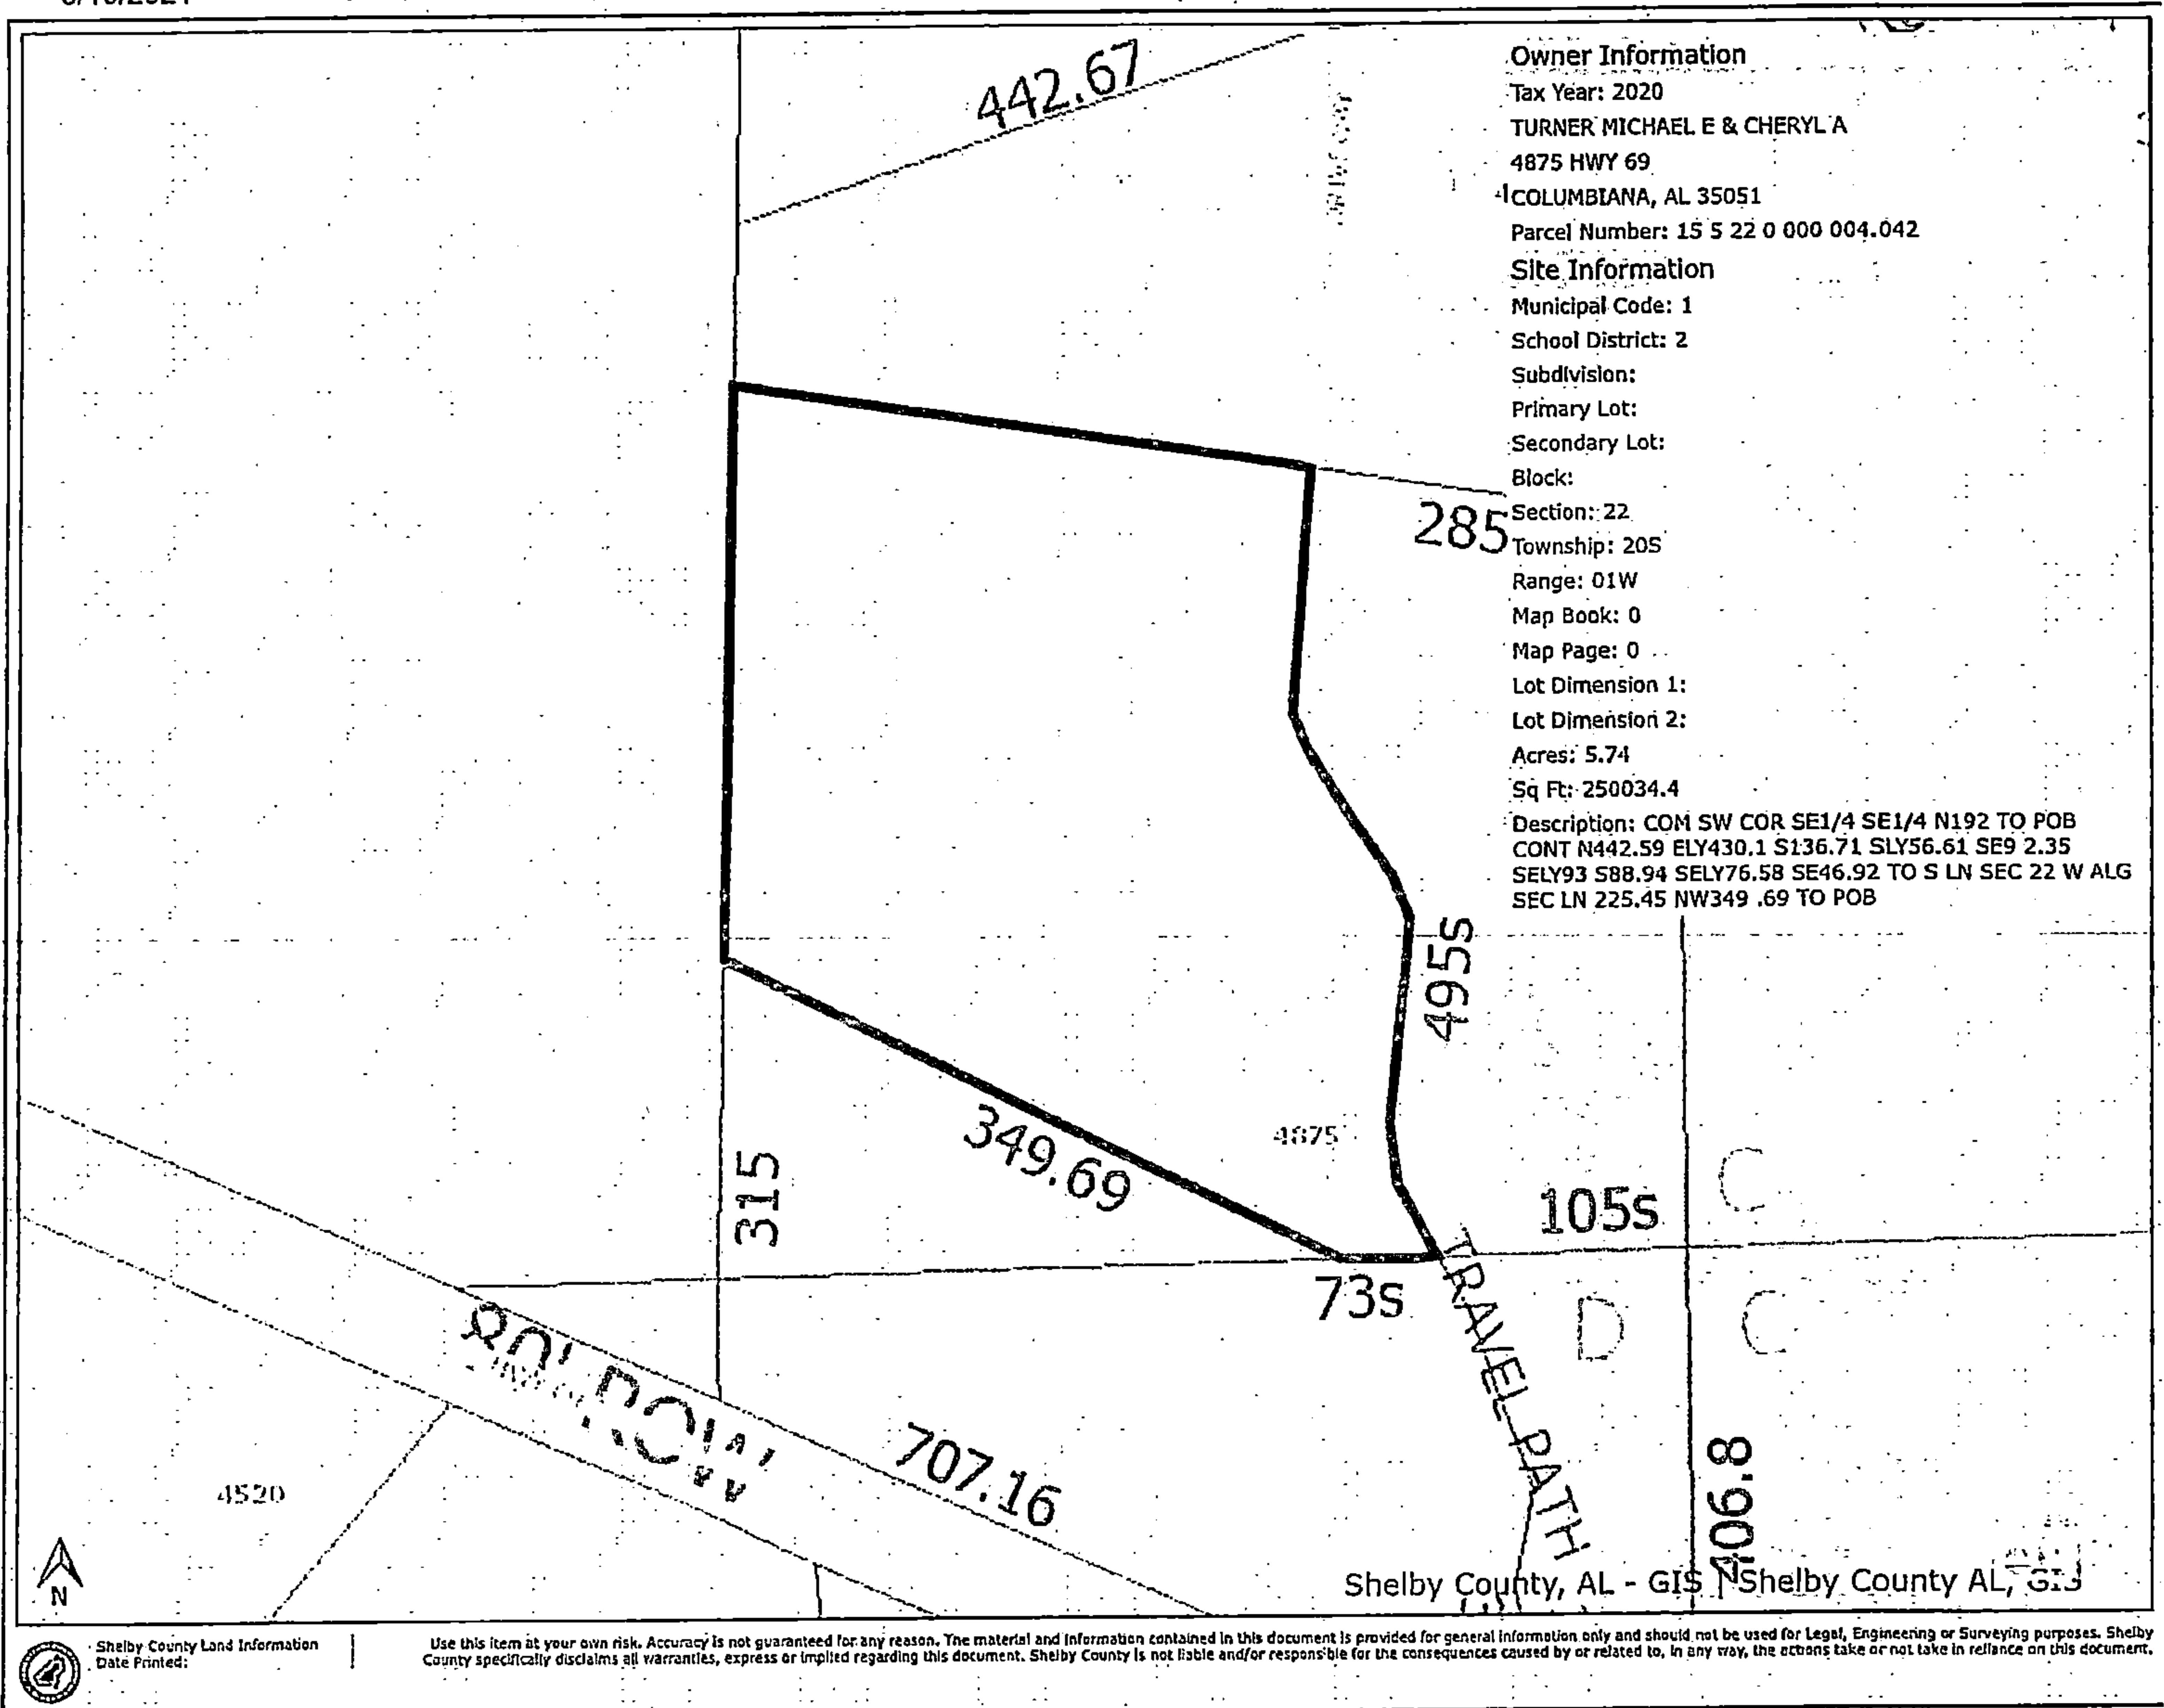 442.67
Owner Information
Tax Year: 2020
TURNER MICHAEL E & CHERYL A
4875 HWY 69
COLUMBIANA, AL 35051
Parcel Number: 15 5 22 0 000 004.042
Site Information
Municipal Code: 1
School District: 2
Subdivision:
Primary Lot:
Secondary Lot:
Block:
285
Section: 22
Township: 20S
Range: 01W
Map Book: 0
Map Page: 0
Lot Dimension 1:
Lot Dimension 2:
Acres: 5.74
Sq Ft: 250034.4
Description: COM SW COR SE1/4 SE1/4 N192 TO POB
CONT N442.59 ELY430.1 S136.71 SLY56.61 SE9 2.35
SELY93 S88.94 SELY76.58 SE46.92 TO S LN SEC 22 W ALG
SEC LN 225.45 NW349 .69 TO POB
495s
349.69
4875
315
105s
C
73s
TRAVEL PATH
D
C
80' ROW
707.16
406.8
4520
N
Shelby County, AL - GIS | Shelby County AL, GIS
Shelby County Land Information
Date Printed:
Use this item at your own risk. Accuracy is not guaranteed for any reason. The material and information contained in this document is provided for general information only and should not be used for Legal, Engineering or Surveying purposes. Shelby
County specifically disclaims all warranties, express or implied regarding this document. Shelby County is not liable and/or responsible for the consequences caused by or related to, in any way, the actions take or not take in reliance on this document.